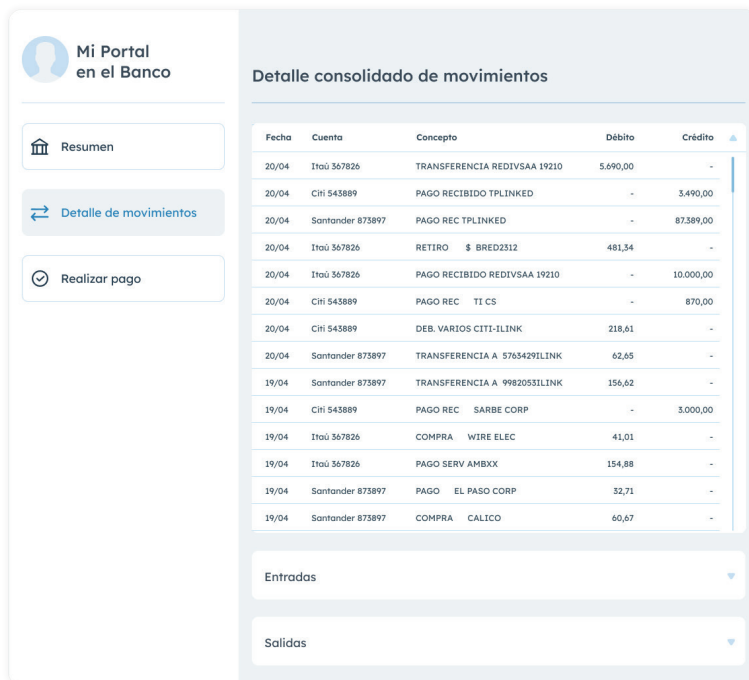 Mi Portal
en el Banco
Resumen
Detalle de movimientos
Realizar pago
Detalle consolidado de movimientos
Fecha Cuenta Concepto Débito Crédito
20/04 Itaú 367826 TRANSFERENCIA REDIVSAA 19210 5.690,00 -
20/04 Citi 543889 PAGO RECIBIDO TPLINKED - 3.490,00
20/04 Santander 873897 PAGO REC TPLINKED - 87.389,00
20/04 Itaú 367826 RETIRO $ BRED2312 481,34 -
20/04 Itaú 367826 PAGO RECIBIDO REDIVSAA 19210 - 10.000,00
20/04 Citi 543889 PAGO REC TI CS - 870,00
20/04 Citi 543889 DEB. VARIOS CITI-ILINK 218,61 -
20/04 Santander 873897 TRANSFERENCIA A 5763429ILINK 62,65 -
19/04 Santander 873897 TRANSFERENCIA A 9982053ILINK 156,62 -
19/04 Citi 543889 PAGO REC SARBE CORP - 3.000,00
19/04 Itaú 367826 COMPRA WIRE ELEC 41,01 -
19/04 Itaú 367826 PAGO SERV AMBXX 154,88 -
19/04 Santander 873897 PAGO EL PASO CORP 32,71 -
19/04 Santander 873897 COMPRA CALICO 60,67 -
Entradas
Salidas